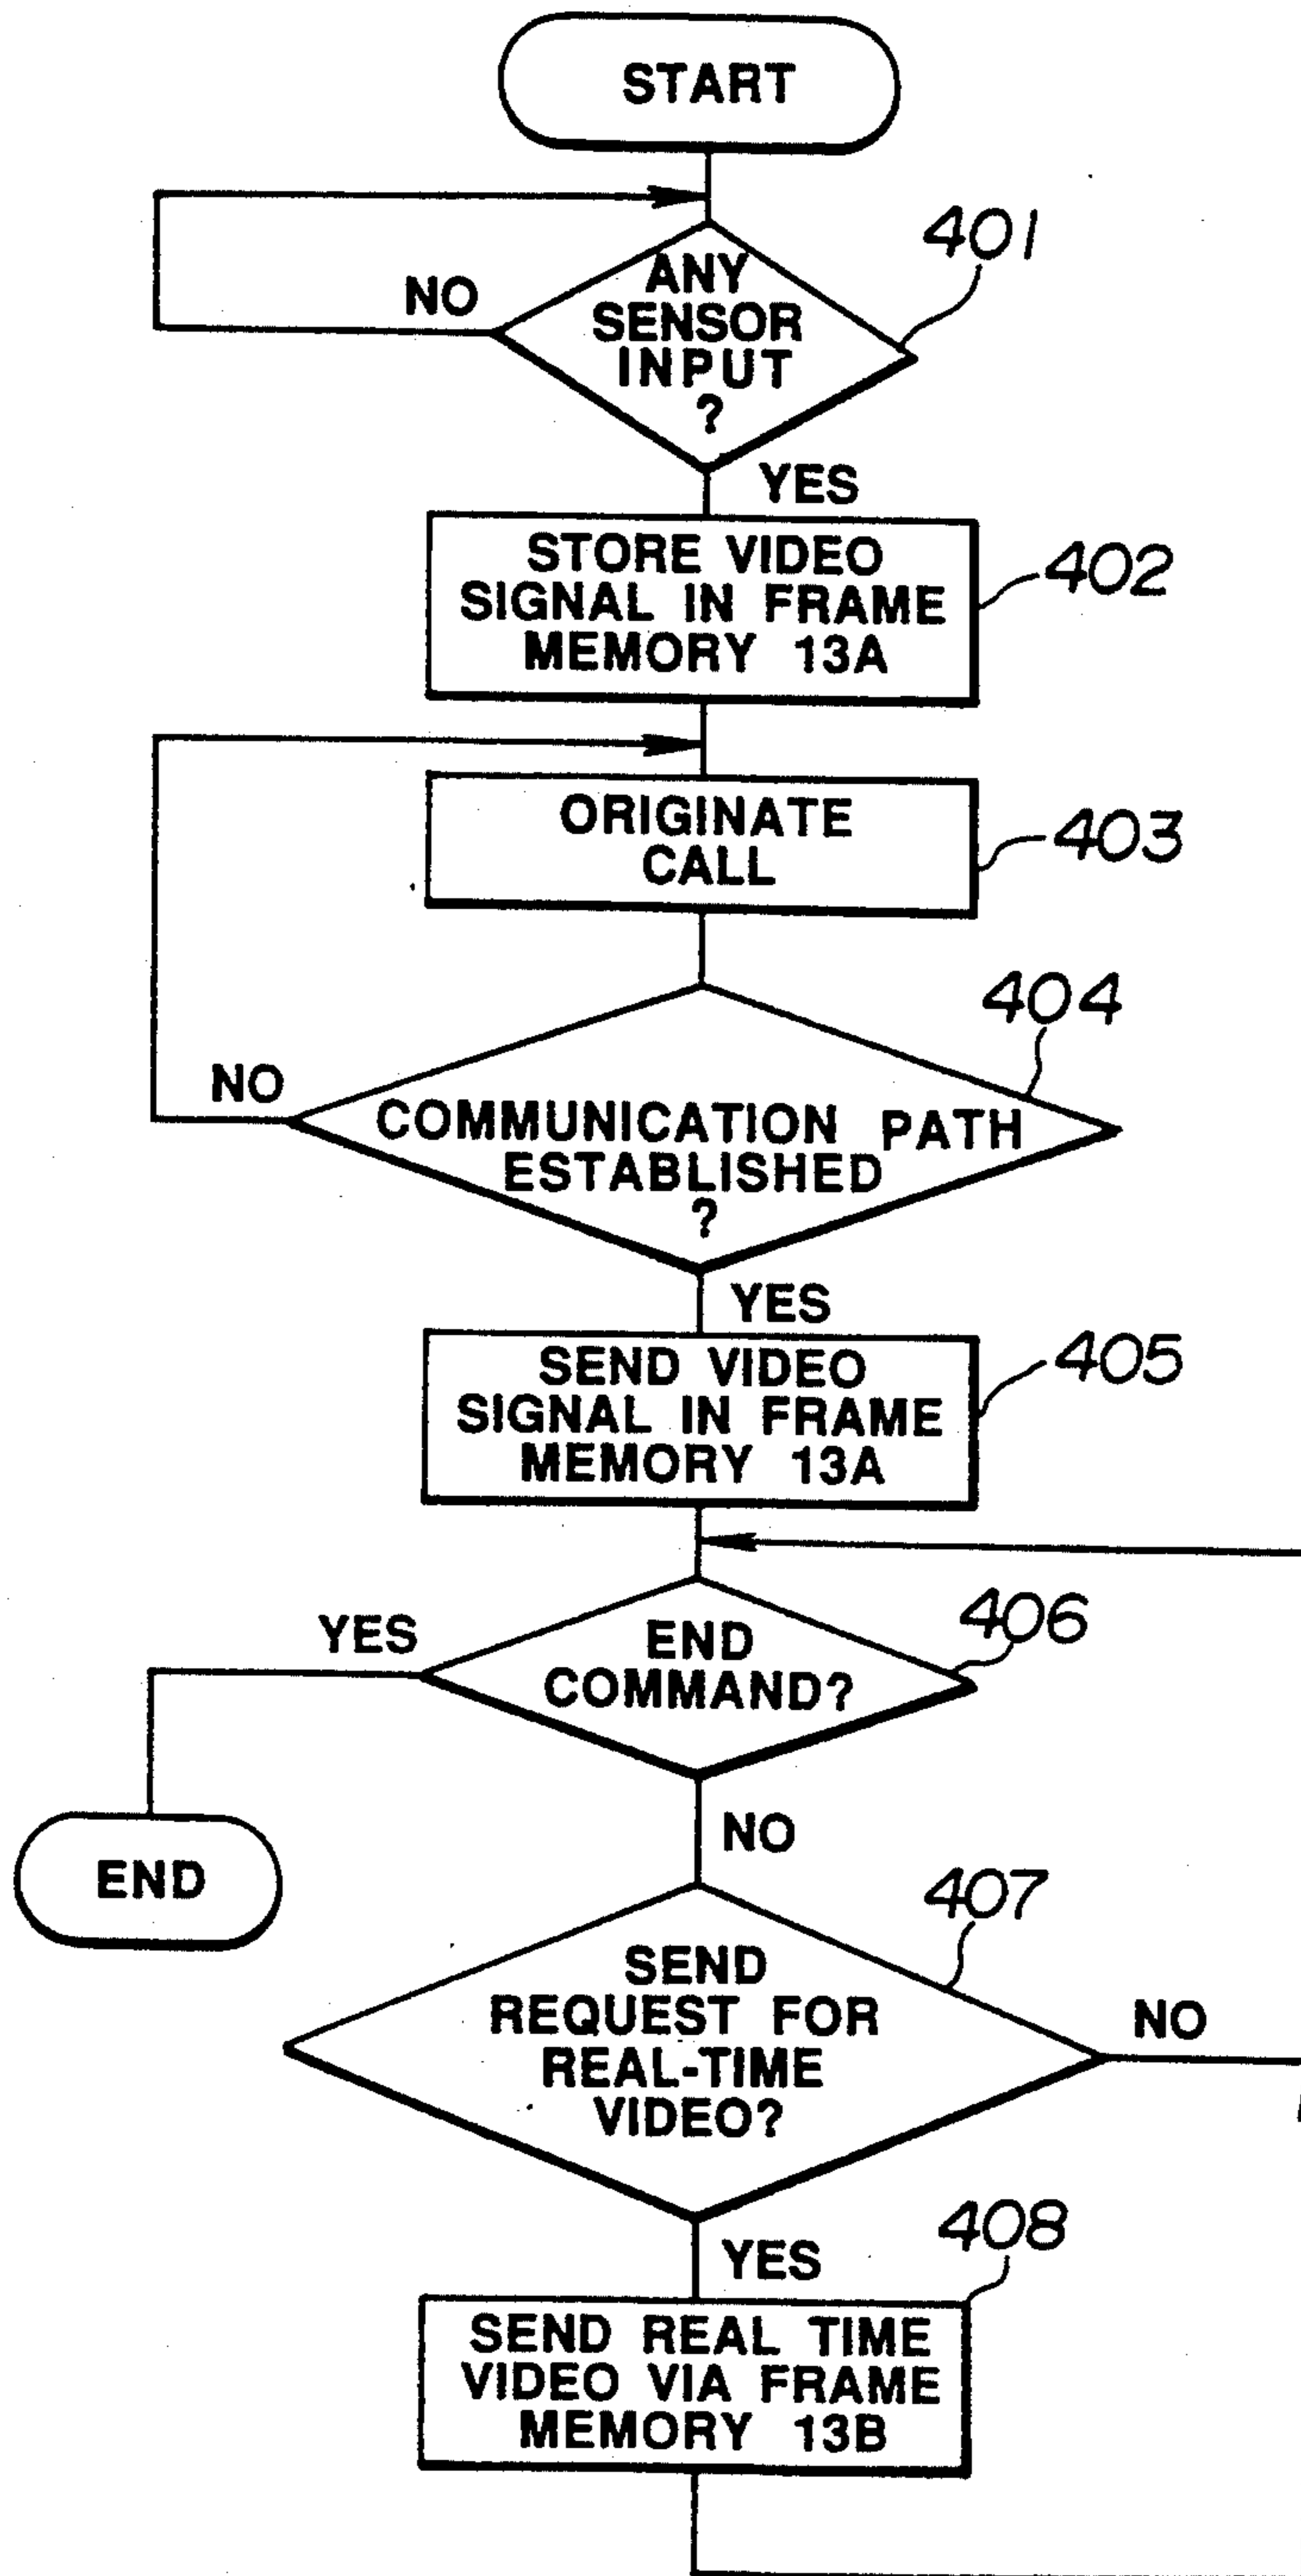 START
401
NO
ANY
SENSOR
INPUT
?
YES
STORE VIDEO
SIGNAL IN FRAME
MEMORY 13A
402
ORIGINATE
CALL
403
404
NO
COMMUNICATION PATH
ESTABLISHED
?
YES
SEND VIDEO
SIGNAL IN FRAME
MEMORY 13A
405
406
YES
END
COMMAND?
END
NO
407
SEND
REQUEST FOR
REAL-TIME
VIDEO?
NO
408
YES
SEND REAL TIME
VIDEO VIA FRAME
MEMORY 13B